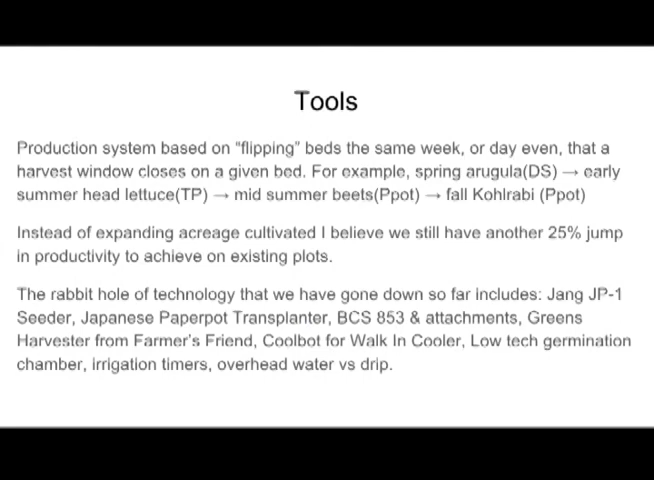 Tools
Production system based on "flipping" beds the same week, or day even, that a
harvest window closes on a given bed. For example, spring arugula(DS) → early
summer head lettuce(TP) → mid summer beets(Ppot) → fall Kohlrabi (Ppot)
Instead of expanding acreage cultivated I believe we still have another 25% jump
in productivity to achieve on existing plots.
The rabbit hole of technology that we have gone down so far includes: Jang JP-1
Seeder, Japanese Paperpot Transplanter, BCS 853 & attachments, Greens
Harvester from Farmer's Friend, Coolbot for Walk In Cooler, Low tech germination
chamber, irrigation timers, overhead water vs drip.